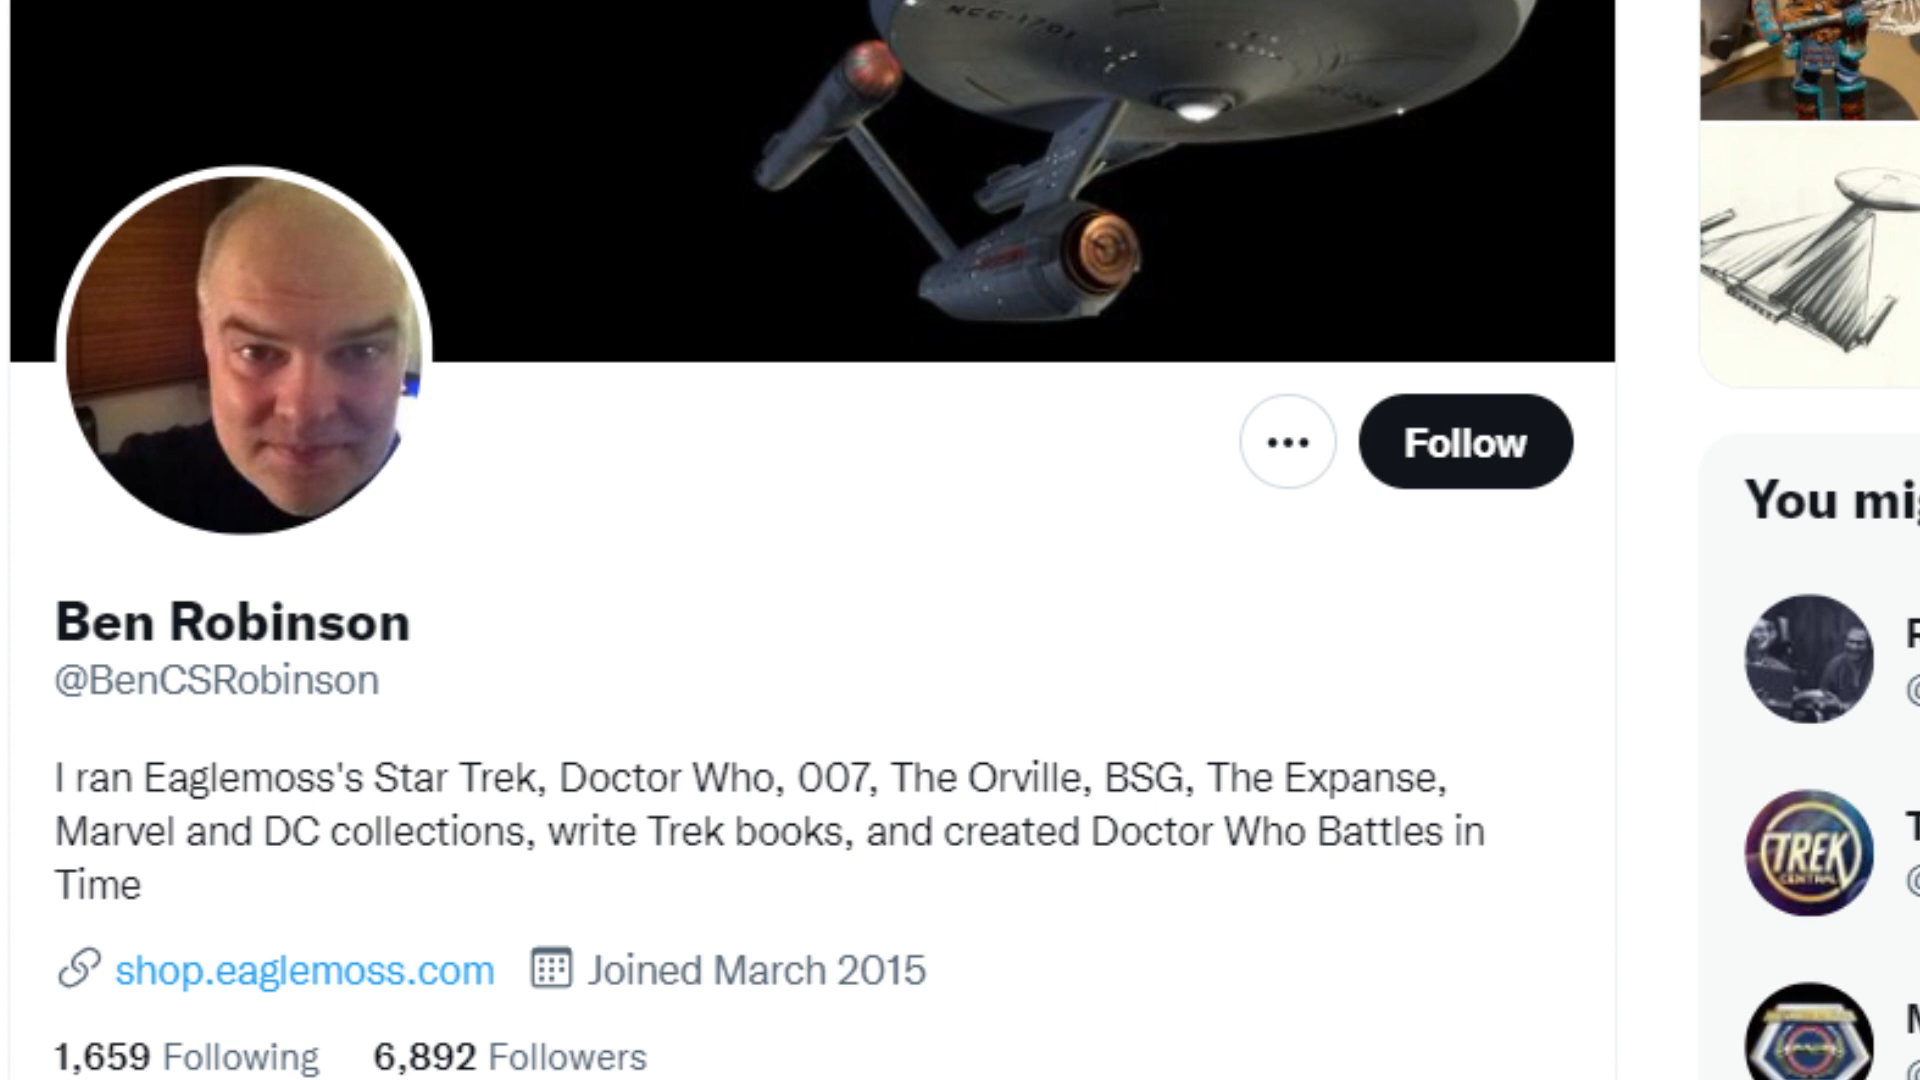 NCC-1701
Follow
Ben Robinson
@BenCSRobinson
I ran Eaglemoss's Star Trek, Doctor Who, 007, The Orville, BSG, The Expanse,
Marvel and DC collections, write Trek books, and created Doctor Who Battles in
Time
shop.eaglemoss.com Joined March 2015
1,659 Following 6,892 Followers
You mi
TREK
CENTRAL